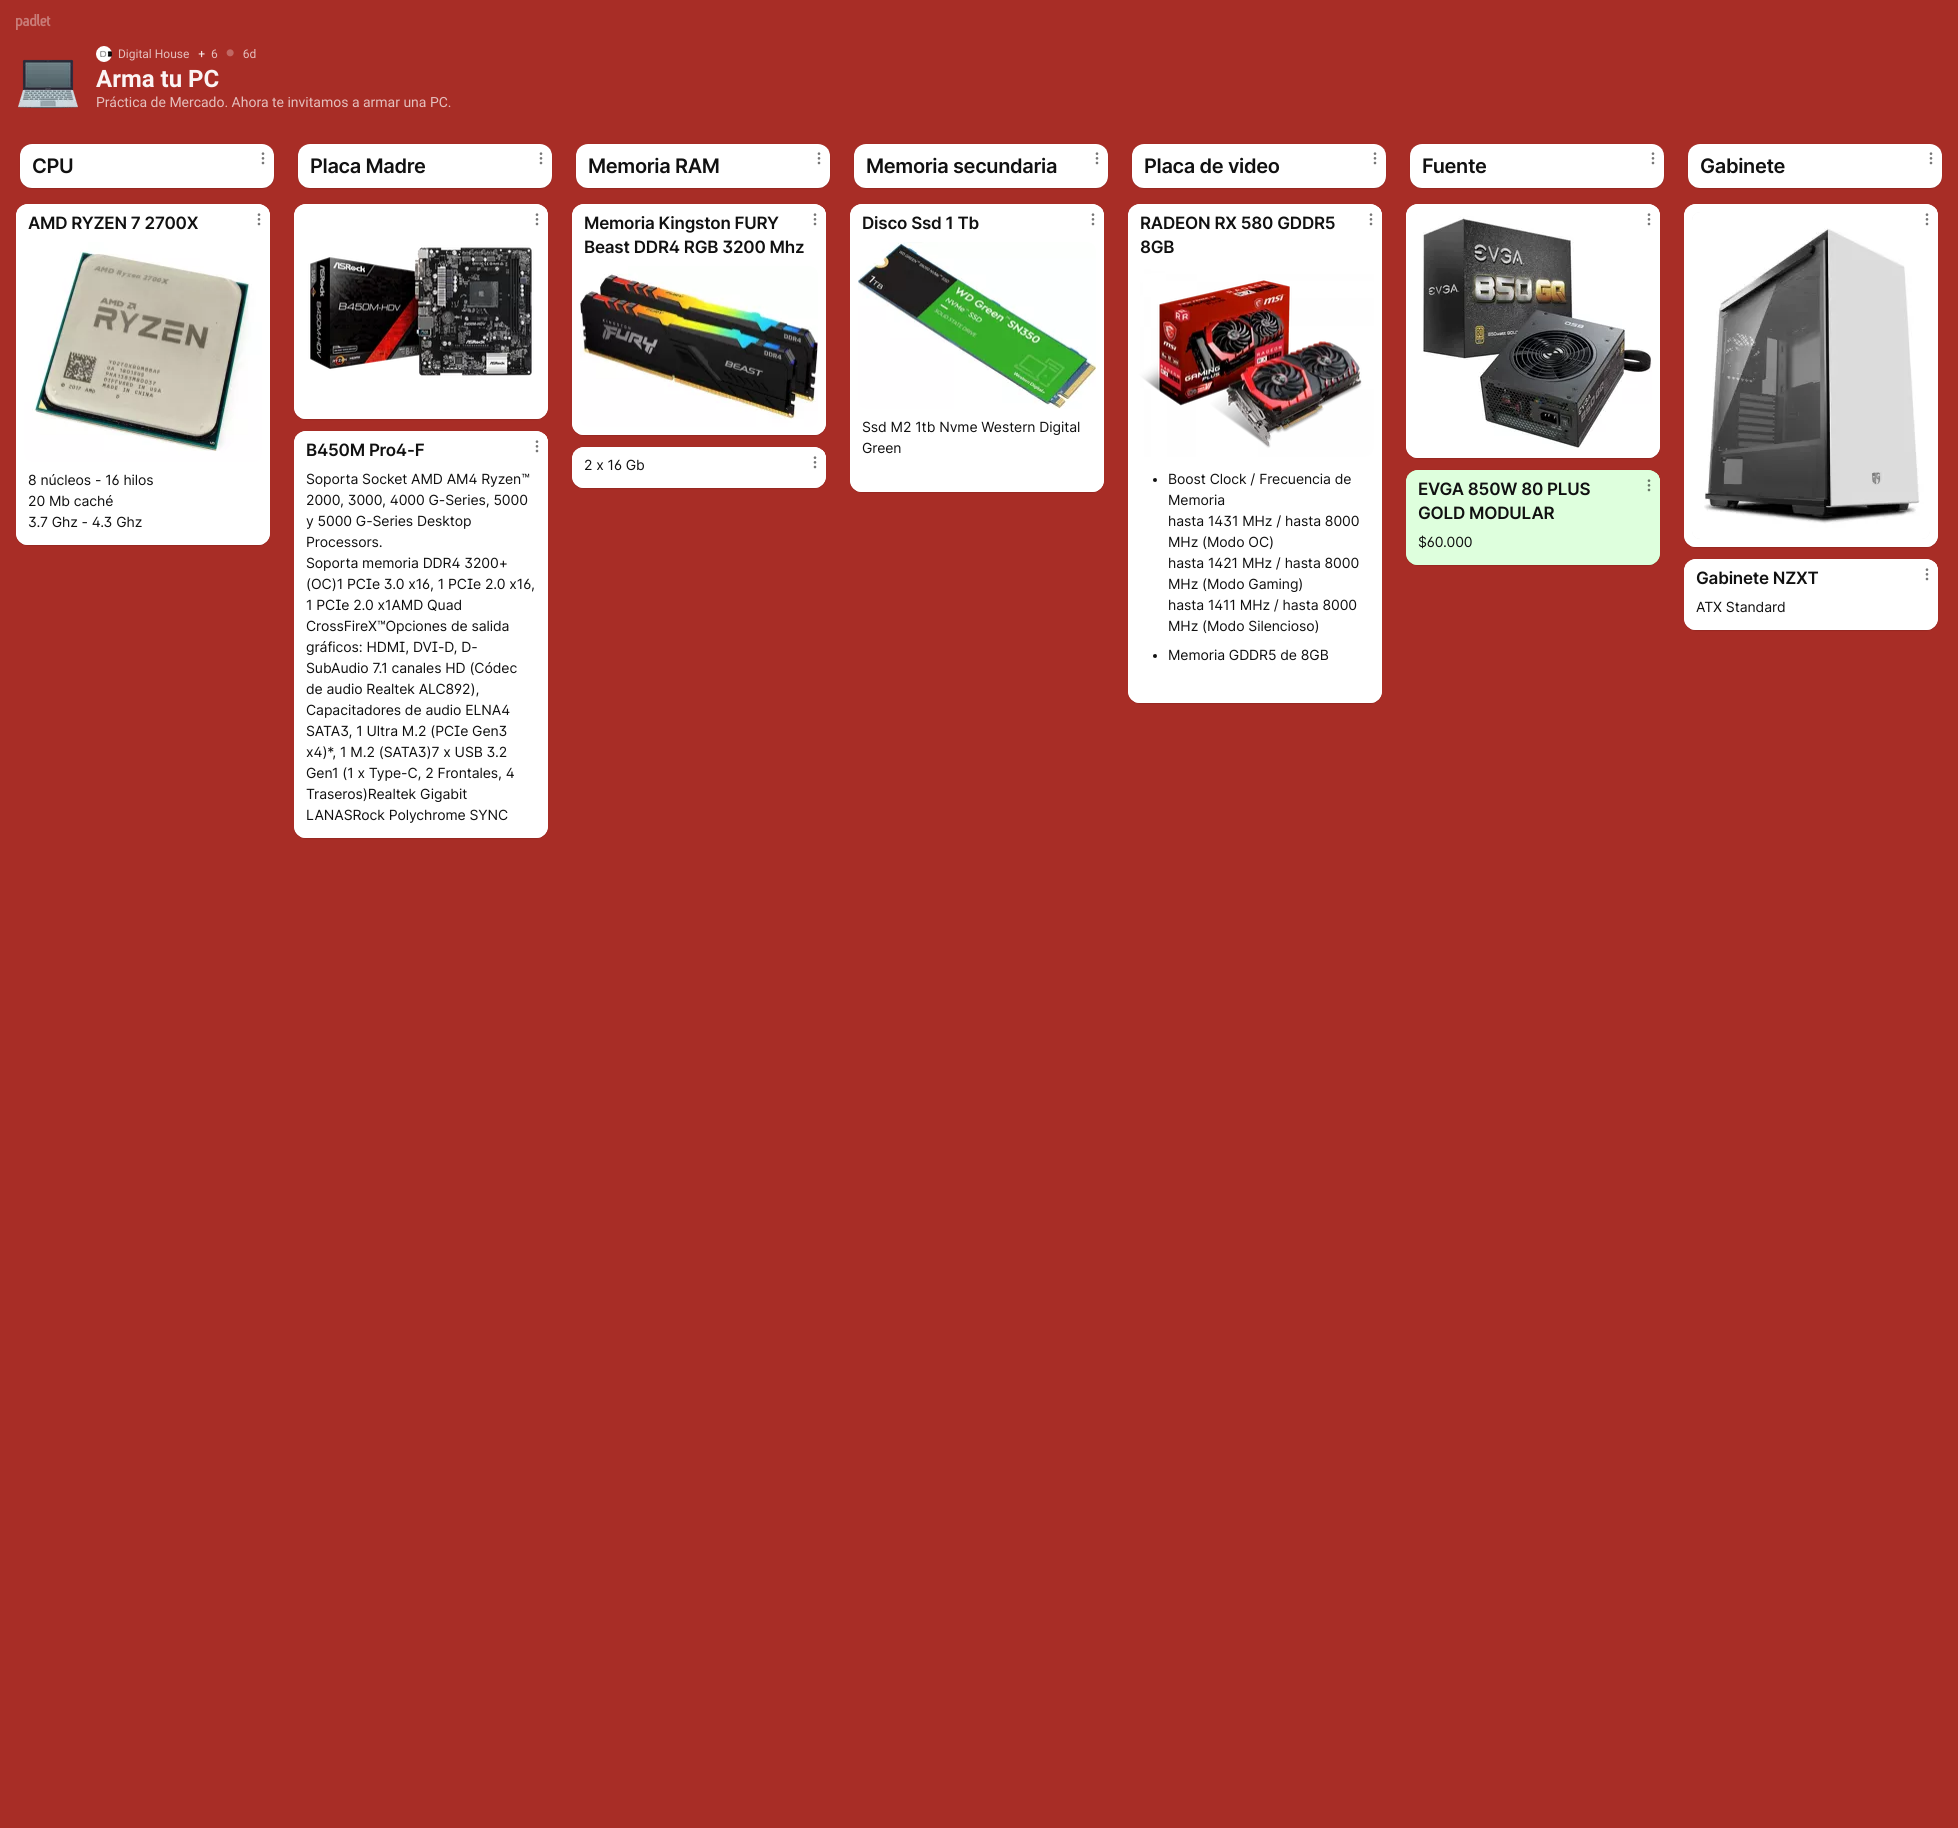 padlet
Digital House + 6 6d
Arma tu PC
Práctica de Mercado. Ahora te invitamos a armar una PC.
CPU
AMD RYZEN 7 2700X
AMD Ryzen 7 2700X
AMD
RYZEN
8 núcleos - 16 hilos
20 Mb caché
3.7 Ghz - 4.3 Ghz
Placa Madre
ASRock
B450M-HDV
B450M Pro4-F
Soporta Socket AMD AM4 Ryzen™
2000, 3000, 4000 G-Series, 5000
y 5000 G-Series Desktop
Processors.
Soporta memoria DDR4 3200+
(OC)1 PCIe 3.0 x16, 1 PCIe 2.0 x16,
1 PCIe 2.0 x1AMD Quad
CrossFireX™Opciones de salida
gráficos: HDMI, DVI-D, D-
SubAudio 7.1 canales HD (Códec
de audio Realtek ALC892),
Capacitadores de audio ELNA4
SATA3, 1 Ultra M.2 (PCIe Gen3
x4)*, 1 M.2 (SATA3)7 x USB 3.2
Gen1 (1 x Type-C, 2 Frontales, 4
Traseros)Realtek Gigabit
LANASRock Polychrome SYNC
Memoria RAM
Memoria Kingston FURY
Beast DDR4 RGB 3200 Mhz
FURY
BEAST
DDR4
DDR4
2 x 16 Gb
Memoria secundaria
Disco Ssd 1 Tb
1TB
WD Green™ SN350
NVMe™ SSD
Ssd M2 1tb Nvme Western Digital
Green
Placa de video
RADEON RX 580 GDDR5
8GB
msi
GAMING
Boost Clock / Frecuencia de
Memoria
hasta 1431 MHz / hasta 8000
MHz (Modo OC)
hasta 1421 MHz / hasta 8000
MHz (Modo Gaming)
hasta 1411 MHz / hasta 8000
MHz (Modo Silencioso)
Memoria GDDR5 de 8GB
Fuente
EVGA
EVGA
850 GQ
EVGA 850W 80 PLUS
GOLD MODULAR
$60.000
Gabinete
Gabinete NZXT
ATX Standard